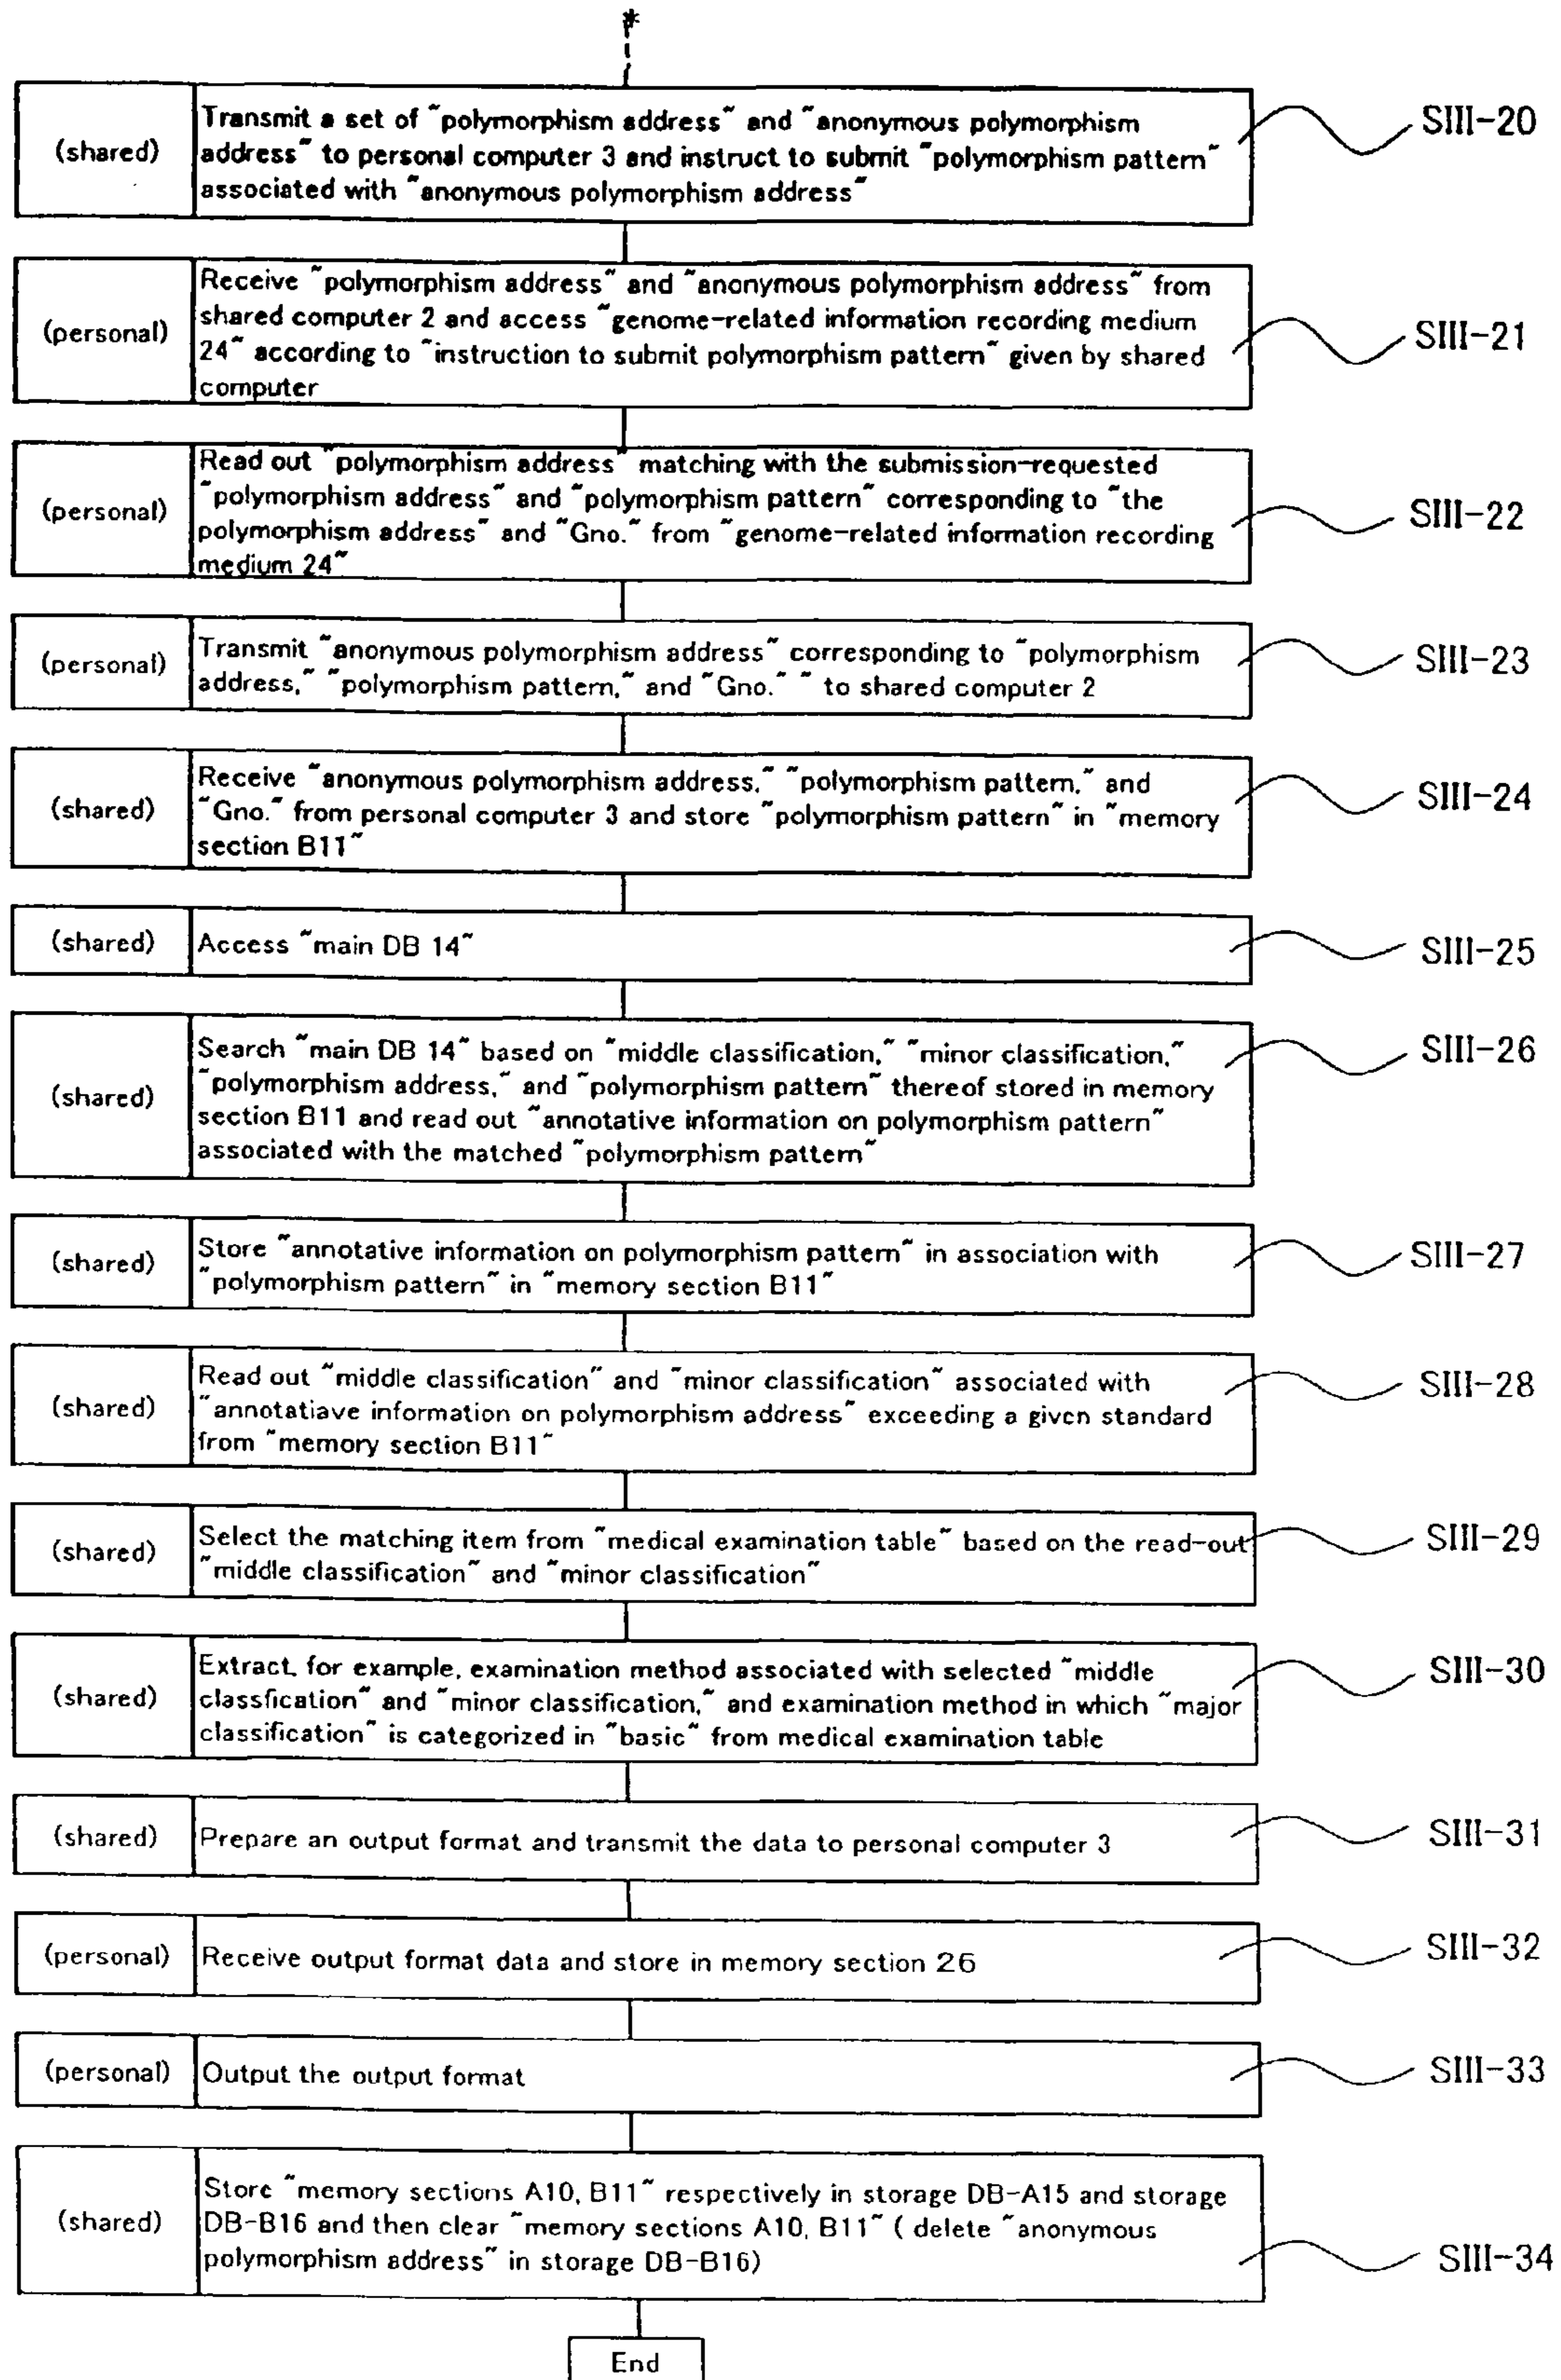 *
(shared)
Transmit a set of "polymorphism address" and "anonymous polymorphism
address" to personal computer 3 and instruct to submit "polymorphism pattern"
associated with "anonymous polymorphism address"
SIII-20
(personal)
Receive "polymorphism address" and "anonymous polymorphism address" from
shared computer 2 and access "genome-related information recording medium
24" according to "instruction to submit polymorphism pattern" given by shared
computer
SIII-21
(personal)
Read out "polymorphism address" matching with the submission-requested
"polymorphism address" and "polymorphism pattern" corresponding to "the
polymorphism address" and "Gno." from "genome-related information recording
medium 24"
SIII-22
(personal)
Transmit "anonymous polymorphism address" corresponding to "polymorphism
address," "polymorphism pattern," and "Gno." " to shared computer 2
SIII-23
(shared)
Receive "anonymous polymorphism address," "polymorphism pattern," and
"Gno." from personal computer 3 and store "polymorphism pattern" in "memory
section B11"
SIII-24
(shared)
Access "main DB 14"
SIII-25
(shared)
Search "main DB 14" based on "middle classification," "minor classification,"
"polymorphism address," and "polymorphism pattern" thereof stored in memory
section B11 and read out "annotative information on polymorphism pattern"
associated with the matched "polymorphism pattern"
SIII-26
(shared)
Store "annotative information on polymorphism pattern" in association with
"polymorphism pattern" in "memory section B11"
SIII-27
(shared)
Read out "middle classification" and "minor classification" associated with
"annotatiave information on polymorphism address" exceeding a given standard
from "memory section B11"
SIII-28
(shared)
Select the matching item from "medical examination table" based on the read-out
"middle classification" and "minor classification"
SIII-29
(shared)
Extract, for example, examination method associated with selected "middle
classfication" and "minor classification," and examination method in which "major
classification" is categorized in "basic" from medical examination table
SIII-30
(shared)
Prepare an output format and transmit the data to personal computer 3
SIII-31
(personal)
Receive output format data and store in memory section 26
SIII-32
(personal)
Output the output format
SIII-33
(shared)
Store "memory sections A10, B11" respectively in storage DB-A15 and storage
DB-B16 and then clear "memory sections A10, B11" ( delete "anonymous
polymorphism address" in storage DB-B16)
SIII-34
End